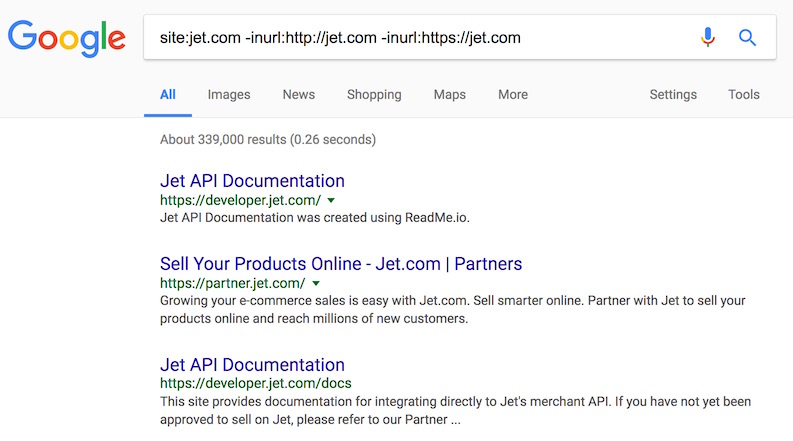 Google
site:jet.com -inurl:http://jet.com -inurl:https://jet.com
All Images News Shopping Maps More Settings Tools
About 339,000 results (0.26 seconds)
Jet API Documentation
https://developer.jet.com/
Jet API Documentation was created using ReadMe.io.
Sell Your Products Online - Jet.com | Partners
https://partner.jet.com/
Growing your e-commerce sales is easy with Jet.com. Sell smarter online. Partner with Jet to sell your
products online and reach millions of new customers.
Jet API Documentation
https://developer.jet.com/docs
This site provides documentation for integrating directly to Jet's merchant API. If you have not yet been
approved to sell on Jet, please refer to our Partner ...